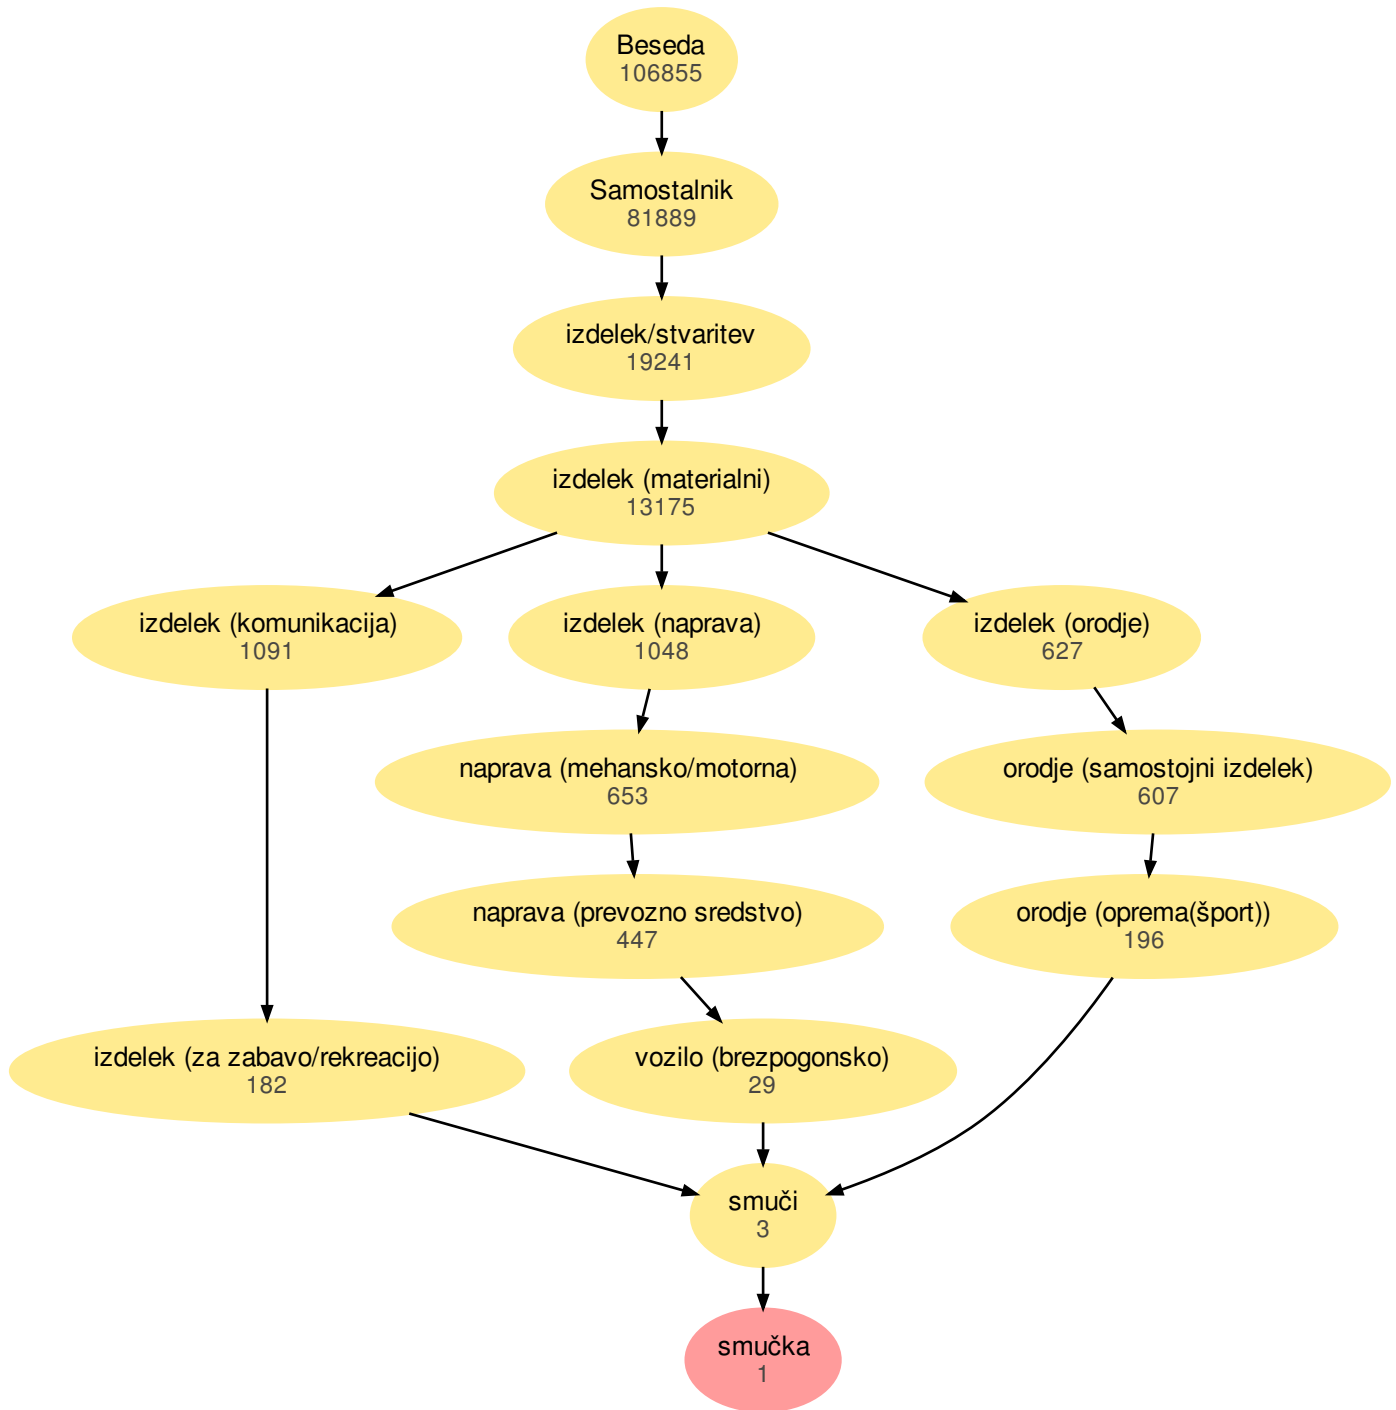 Beseda
106855
Samostalnik
81889
izdelek/stvaritev
19241
izdelek (materialni)
13175
izdelek (komunikacija)
1091
izdelek (naprava)
1048
izdelek (orodje)
627
naprava (mehansko/motorna)
653
orodje (samostojni izdelek)
607
naprava (prevozno sredstvo)
447
orodje (oprema(šport))
196
izdelek (za zabavo/rekreacijo)
182
vozilo (brezpogonsko)
29
smuči
3
smučka
1